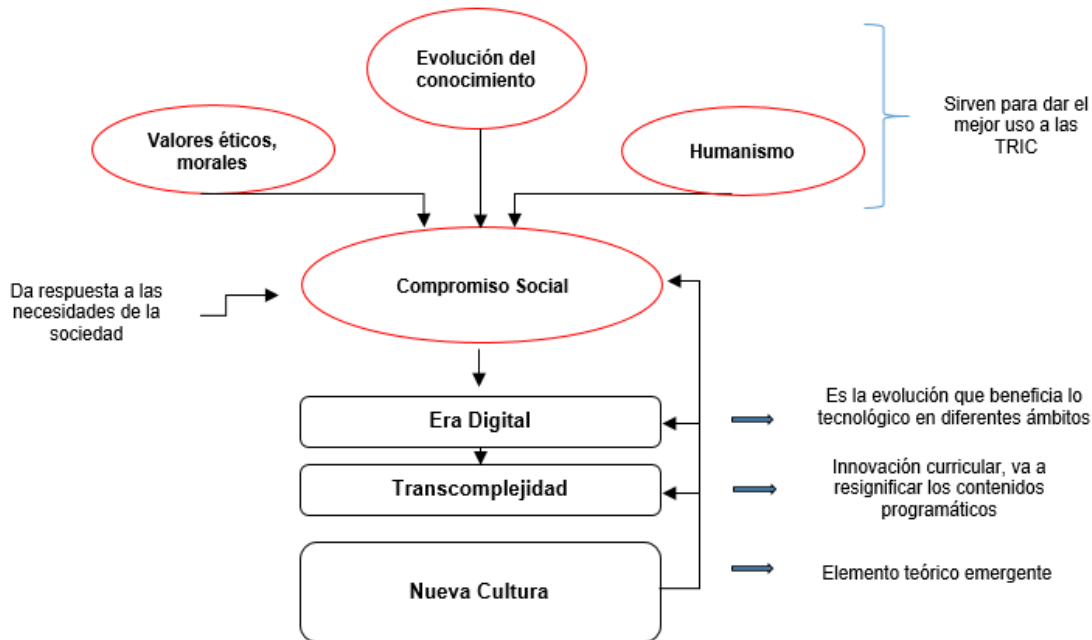 Evolución del
conocimiento
Valores éticos,
morales
Humanismo
Sirven para dar el
mejor uso a las
TRIC
Compromiso Social
Da respuesta a las
necesidades de la
sociedad
Era Digital
Es la evolución que beneficia lo
tecnológico en diferentes ámbitos
Transcomplejidad
Innovación curricular, va a
resignificar los contenidos
programáticos
Nueva Cultura
Elemento teórico emergente